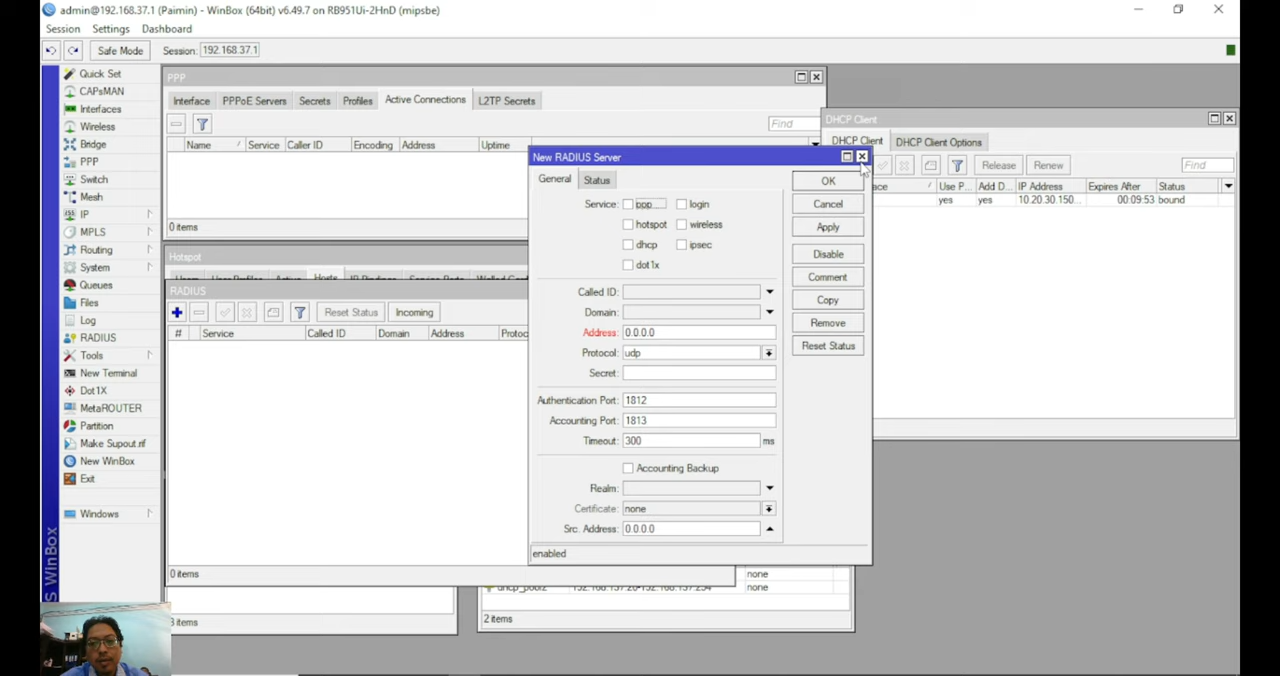 admin@192.168.37.1 (Paimin) - WinBox (64bit) v6.49.7 on RB951Ui-2HnD (mipsbe)
Session Settings Dashboard
Safe Mode Session: 192.168.37.1
Quick Set
CAPsMAN
Interfaces
Wireless
Bridge
PPP
Switch
Mesh
IP
MPLS
Routing
System
Queues
Files
Log
RADIUS
Tools
New Terminal
Dot1X
MetaROUTER
Partition
Make Supout.rif
New WinBox
Exit
Windows
S WinBox
PPP
Interface PPPoE Servers Secrets Profiles Active Connections L2TP Secrets
Find
Name Service Caller ID Encoding Address Uptime
0 items
DHCP Client
DHCP Client DHCP Client Options
Release Renew Find
ace Use P... Add D... IP Address Expires After Status
yes yes 10.20.30.150... 00:09:53 bound
Hotspot
Hosts
RADIUS
Reset Status Incoming
# Service Called ID Domain Address Protoc
0 items
New RADIUS Server
General Status
Service: ppp login
hotspot wireless
dhcp ipsec
dot1x
Called ID:
Domain:
Address: 0.0.0.0
Protocol: udp
Secret:
Authentication Port: 1812
Accounting Port: 1813
Timeout: 300 ms
Accounting Backup
Realm:
Certificate: none
Src. Address: 0.0.0.0
enabled
OK
Cancel
Apply
Disable
Comment
Copy
Remove
Reset Status
none
none
3 items
2 items